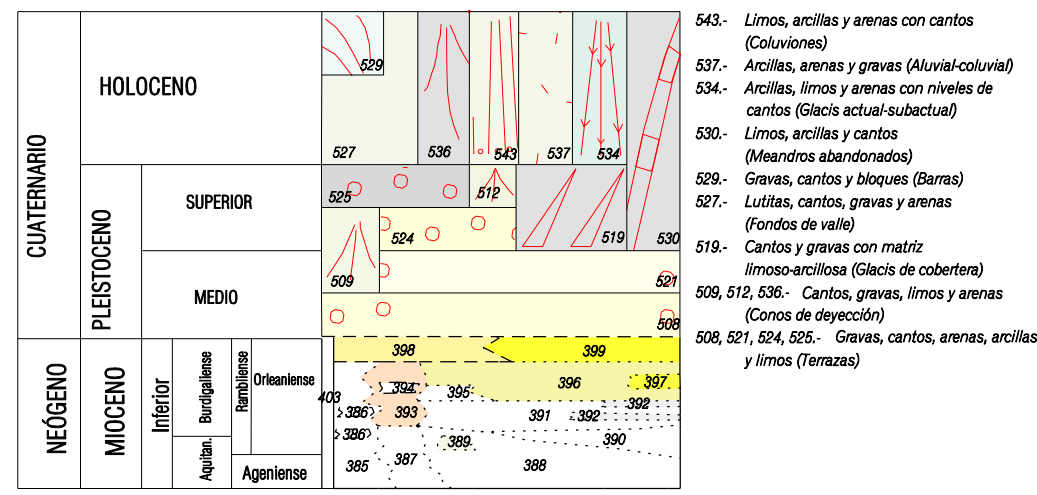 CUATERNARIO
HOLOCENO
PLEISTOCENO
SUPERIOR
MEDIO
NEÓGENO
MIOCENO
Inferior
Burdigaliense
Aquitan.
Rambliense
Orleaniense
Ageniense
529
527
536
543
537
534
525
512
524
519
530
509
521
508
398
399
394
395
396
397
403
386
393
391
392
392
386
389
390
385
387
388
543.- Limos, arcillas y arenas con cantos
(Coluviones)
537.- Arcillas, arenas y gravas (Aluvial-coluvial)
534.- Arcillas, limos y arenas con niveles de
cantos (Glacis actual-subactual)
530.- Limos, arcillas y cantos
(Meandros abandonados)
529.- Gravas, cantos y bloques (Barras)
527.- Lutitas, cantos, gravas y arenas
(Fondos de valle)
519.- Cantos y gravas con matriz
limoso-arcillosa (Glacis de cobertera)
509, 512, 536.- Cantos, gravas, limos y arenas
(Conos de deyección)
508, 521, 524, 525.- Gravas, cantos, arenas, arcillas
y limos (Terrazas)